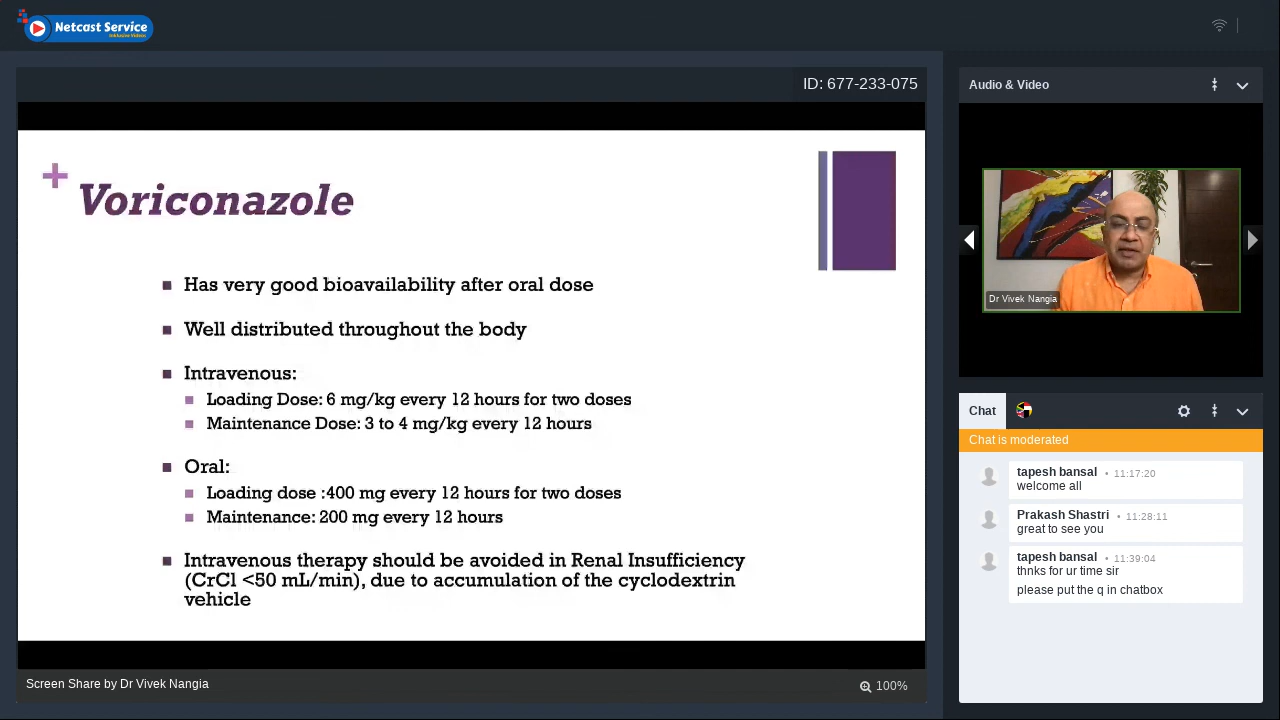 Netcast Service
ID: 677-233-075
+
Voriconazole
Has very good bioavailability after oral dose
Well distributed throughout the body
Intravenous:
Loading Dose: 6 mg/kg every 12 hours for two doses
Maintenance Dose: 3 to 4 mg/kg every 12 hours
Oral:
Loading dose :400 mg every 12 hours for two doses
Maintenance: 200 mg every 12 hours
Intravenous therapy should be avoided in Renal Insufficiency
(CrCl <50 mL/min), due to accumulation of the cyclodextrin
vehicle
Screen Share by Dr Vivek Nangia
100%
Audio & Video
Dr Vivek Nangia
Chat
Chat is moderated
tapesh bansal • 11:17:20
welcome all
Prakash Shastri • 11:28:11
great to see you
tapesh bansal • 11:39:04
thnks for ur time sir
please put the q in chatbox